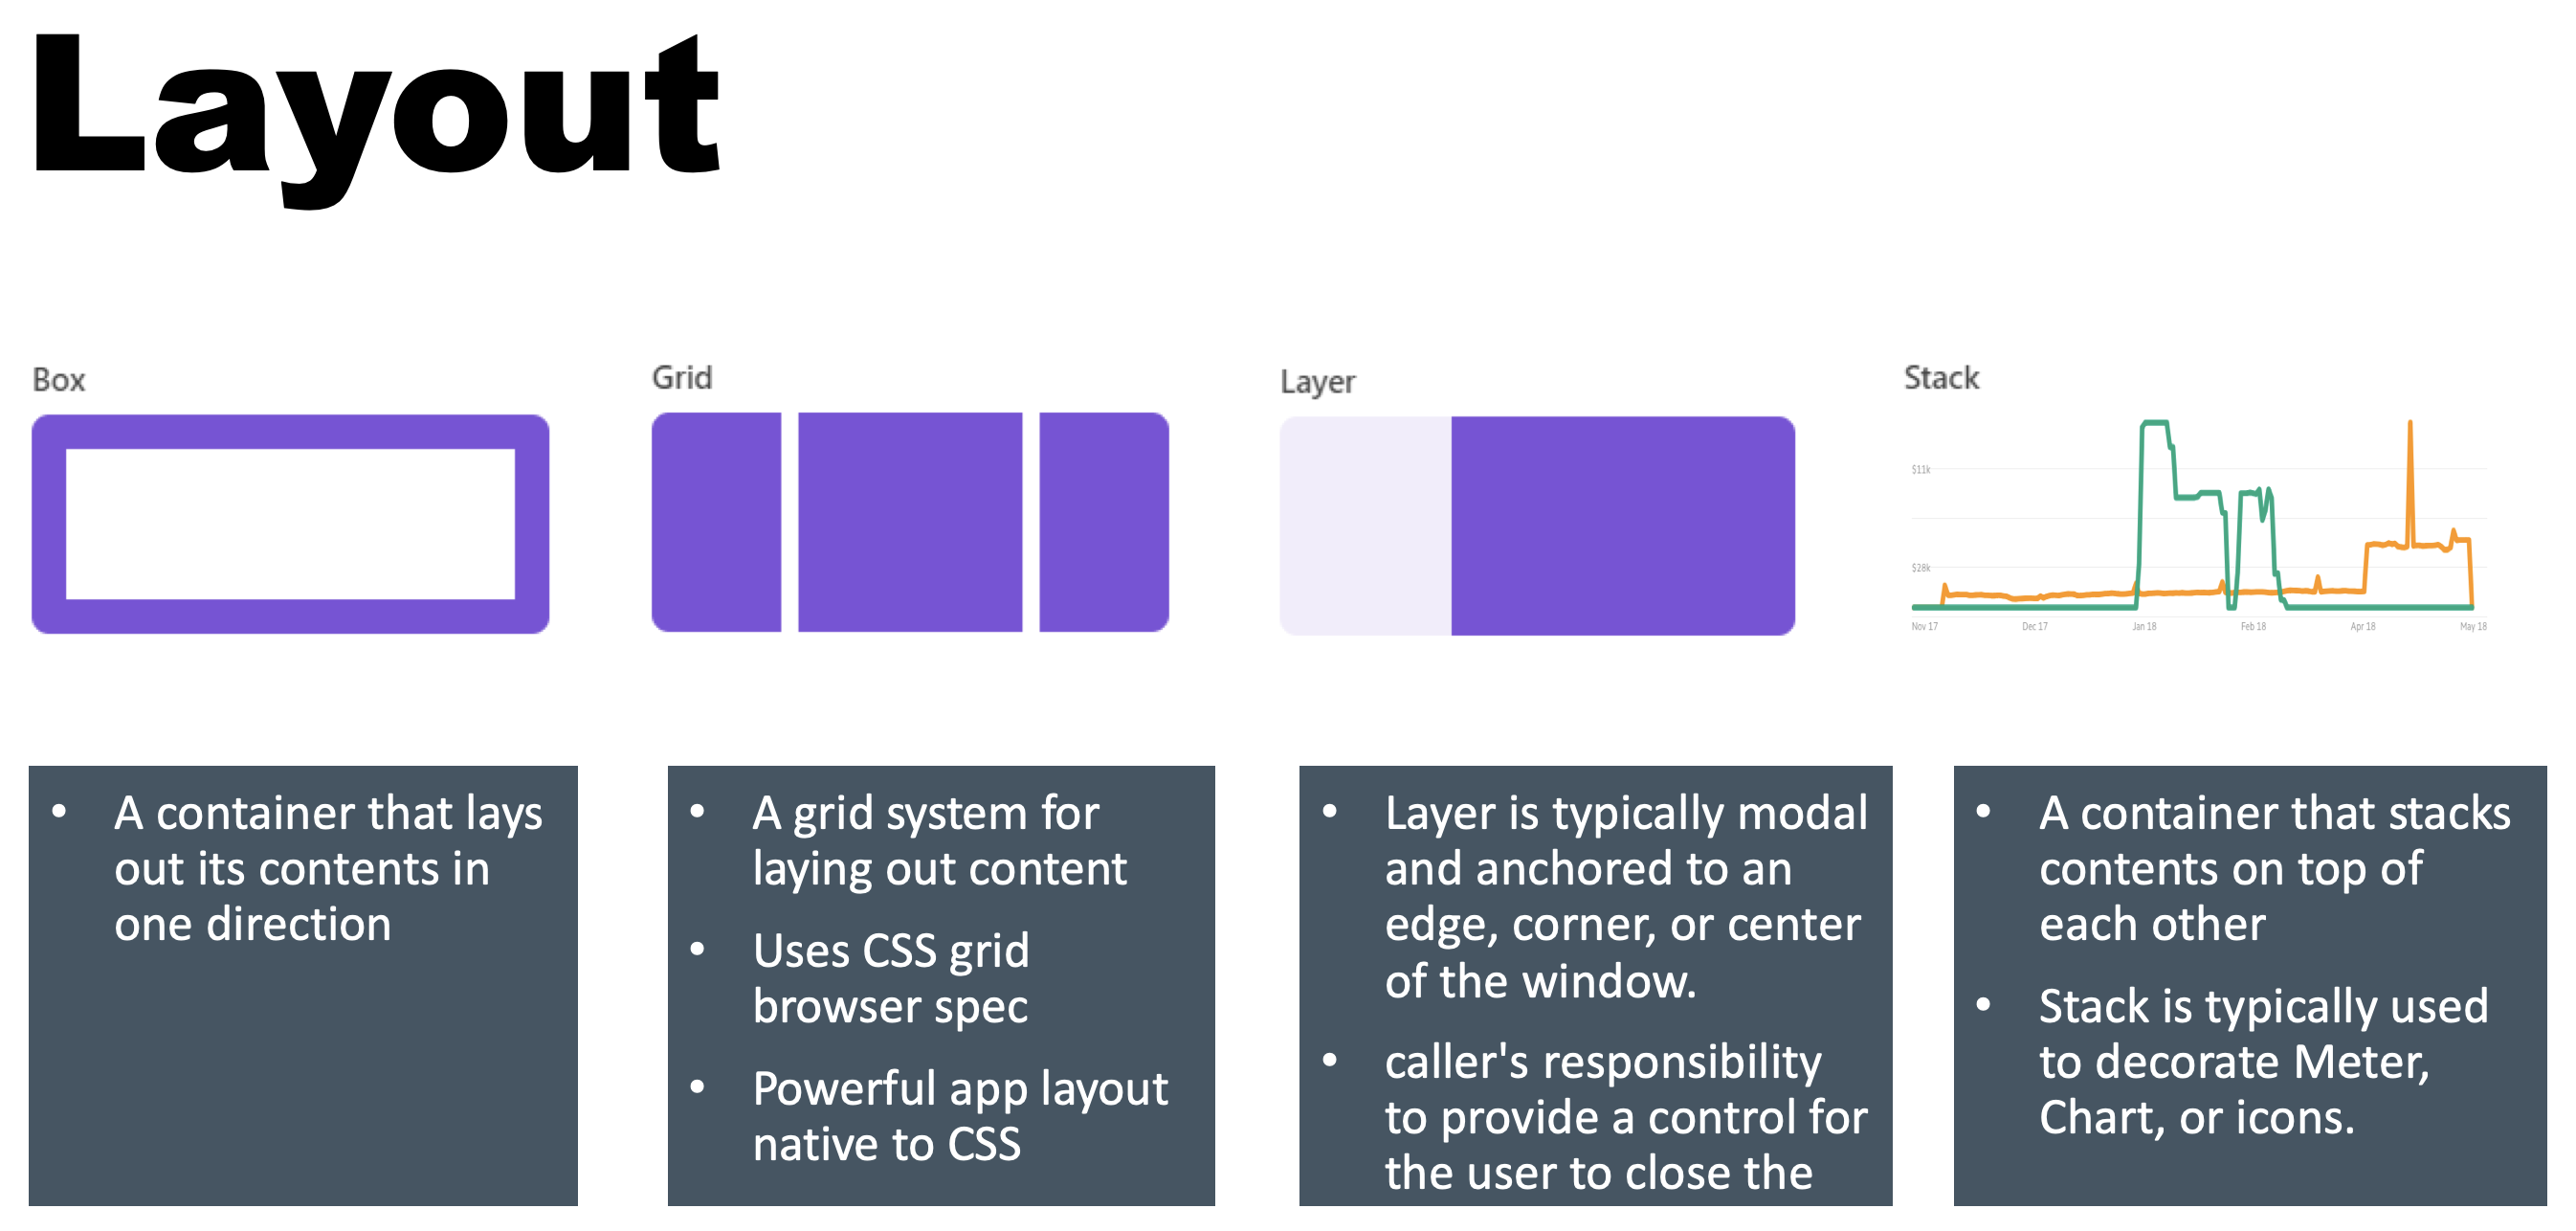 Layout
Box
Grid
Layer
Stack
$11k
$28k
Nov 17
Dec 17
Jan 18
Feb 18
Apr 18
May 18
• A container that lays
out its contents in
one direction
• A grid system for
laying out content
• Uses CSS grid
browser spec
• Powerful app layout
native to CSS
• Layer is typically modal
and anchored to an
edge, corner, or center
of the window.
• caller's responsibility
to provide a control for
the user to close the
• A container that stacks
contents on top of
each other
• Stack is typically used
to decorate Meter,
Chart, or icons.